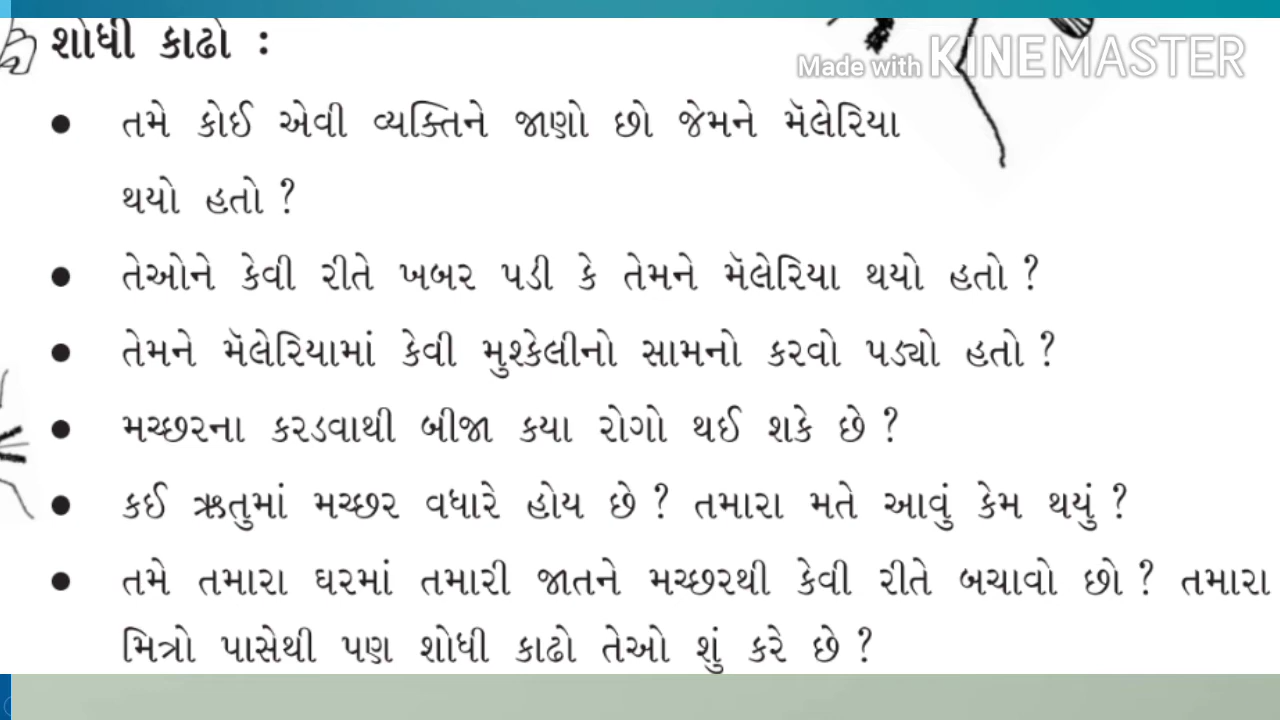 શોધી કાઢો :
Made with KINEMASTER
• તમે કોઈ એવી વ્યક્તિને જાણો છો જેમને મૅલેરિયા
થયો હતો ?
• તેઓને કેવી રીતે ખબર પડી કે તેમને મૅલેરિયા થયો હતો ?
• તેમને મૅલેરિયામાં કેવી મુશ્કેલીનો સામનો કરવો પડ્યો હતો ?
• મચ્છરના કરડવાથી બીજા કયા રોગો થઈ શકે છે ?
• કઈ ઋતુમાં મચ્છર વધારે હોય છે ? તમારા મતે આવું કેમ થયું ?
• તમે તમારા ઘરમાં તમારી જાતને મચ્છરથી કેવી રીતે બચાવો છો ? તમારા
મિત્રો પાસેથી પણ શોધી કાઢો તેઓ શું કરે છે ?